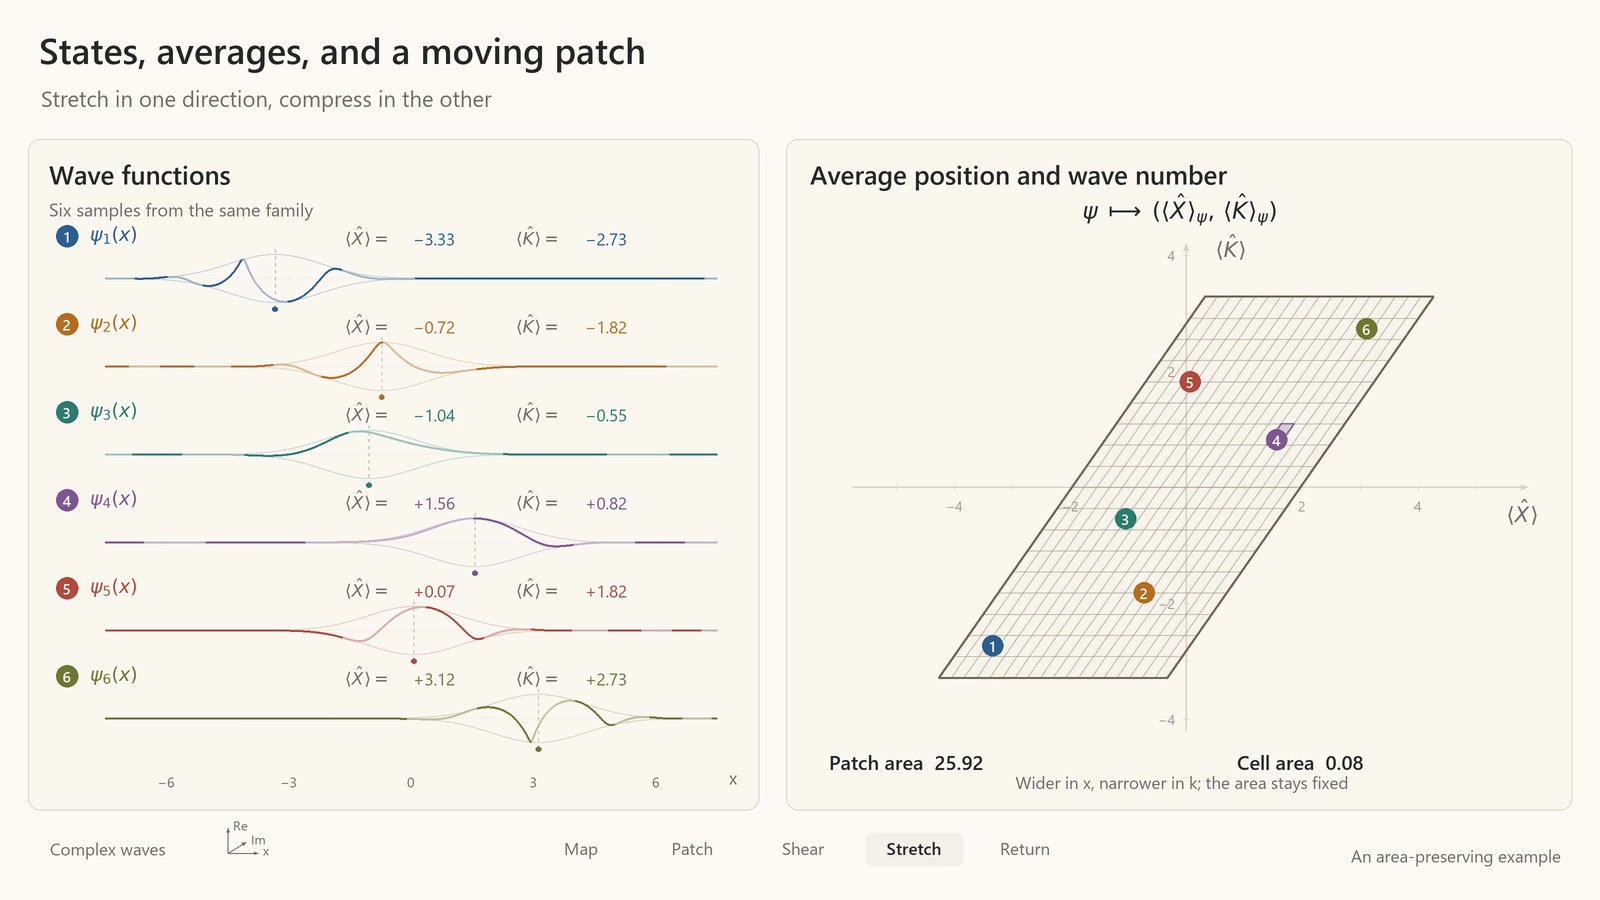 States, averages, and a moving patch
Stretch in one direction, compress in the other
Wave functions
Six samples from the same family
1 ψ₁(x) ⟨X̂⟩ = −3.33 ⟨K̂⟩ = −2.73
2 ψ₂(x) ⟨X̂⟩ = −0.72 ⟨K̂⟩ = −1.82
3 ψ₃(x) ⟨X̂⟩ = −1.04 ⟨K̂⟩ = −0.55
4 ψ₄(x) ⟨X̂⟩ = +1.56 ⟨K̂⟩ = +0.82
5 ψ₅(x) ⟨X̂⟩ = +0.07 ⟨K̂⟩ = +1.82
6 ψ₆(x) ⟨X̂⟩ = +3.12 ⟨K̂⟩ = +2.73
−6 −3 0 3 6 x
Average position and wave number
ψ ⟼ (⟨X̂⟩ψ, ⟨K̂⟩ψ)
4 ⟨K̂⟩
6
2 5
4
−4 −2 2 4 ⟨X̂⟩
3
2 −2
1
−4
Patch area 25.92 Cell area 0.08
Wider in x, narrower in k; the area stays fixed
Complex waves Re Im x
Map Patch Shear Stretch Return
An area-preserving example